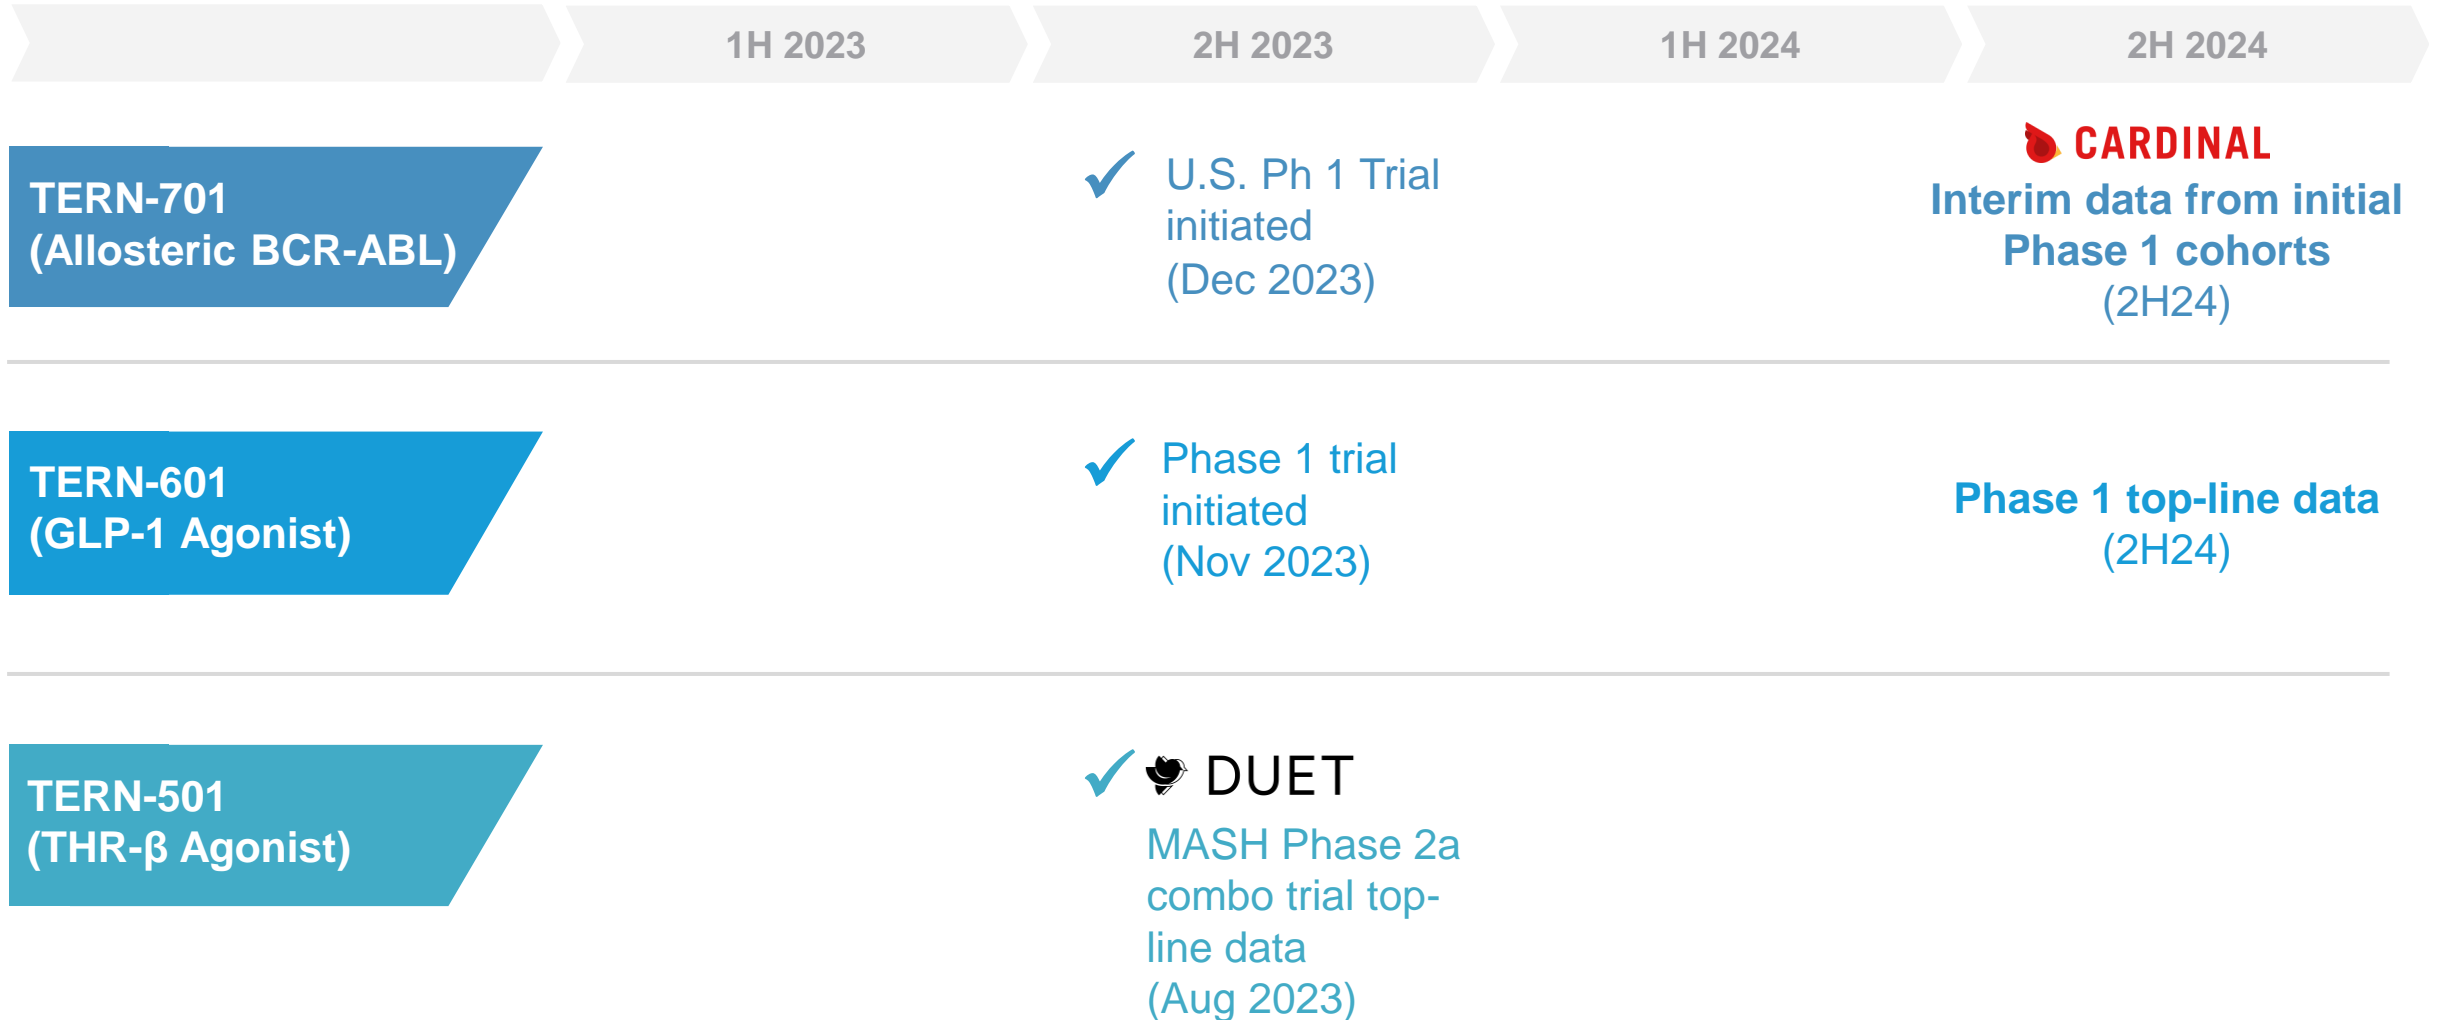 1H 2023
2H 2023
1H 2024
2H 2024
TERN-701
(Allosteric BCR-ABL)
U.S. Ph 1 Trial
initiated
(Dec 2023)
CARDINAL
Interim data from initial
Phase 1 cohorts
(2H24)
TERN-601
(GLP-1 Agonist)
Phase 1 trial
initiated
(Nov 2023)
Phase 1 top-line data
(2H24)
TERN-501
(THR-β Agonist)
DUET
MASH Phase 2a
combo trial top-
line data
(Aug 2023)